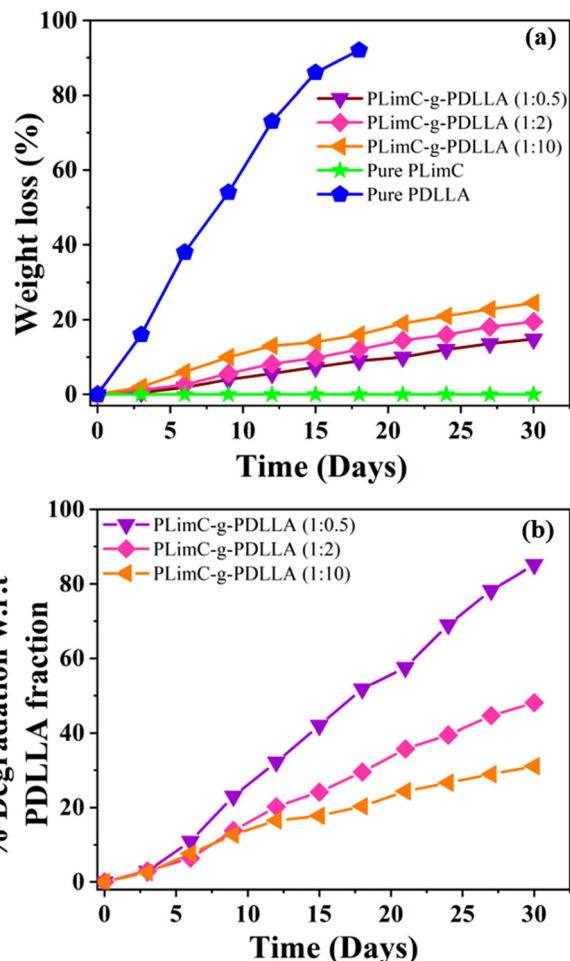 (a)
100
80
60
40
20
0
Weight loss (%)
PLimC-g-PDLLA (1:0.5)
PLimC-g-PDLLA (1:2)
PLimC-g-PDLLA (1:10)
Pure PLimC
Pure PDLLA
0 5 10 15 20 25 30
Time (Days)
(b)
100
80
60
40
20
0
% Degradation w.r.t
PDLLA fraction
PLimC-g-PDLLA (1:0.5)
PLimC-g-PDLLA (1:2)
PLimC-g-PDLLA (1:10)
0 5 10 15 20 25 30
Time (Days)